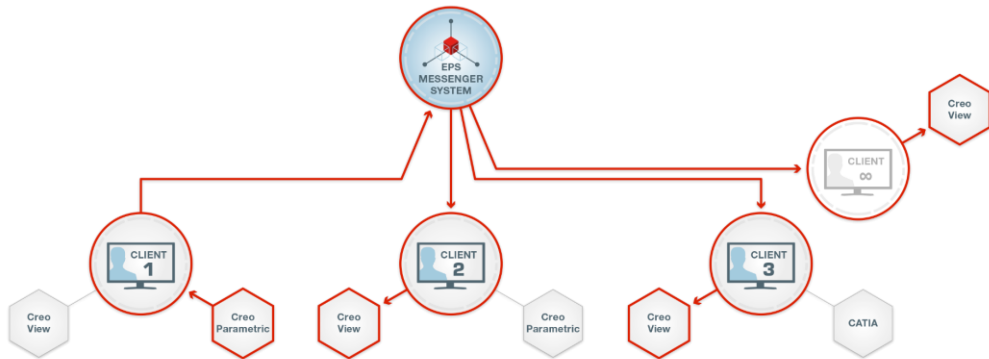 EPS
MESSENGER
SYSTEM
Creo
View
CLIENT
∞
CLIENT
1
CLIENT
2
CLIENT
3
Creo
View
Creo
Parametric
Creo
View
Creo
Parametric
Creo
View
CATIA